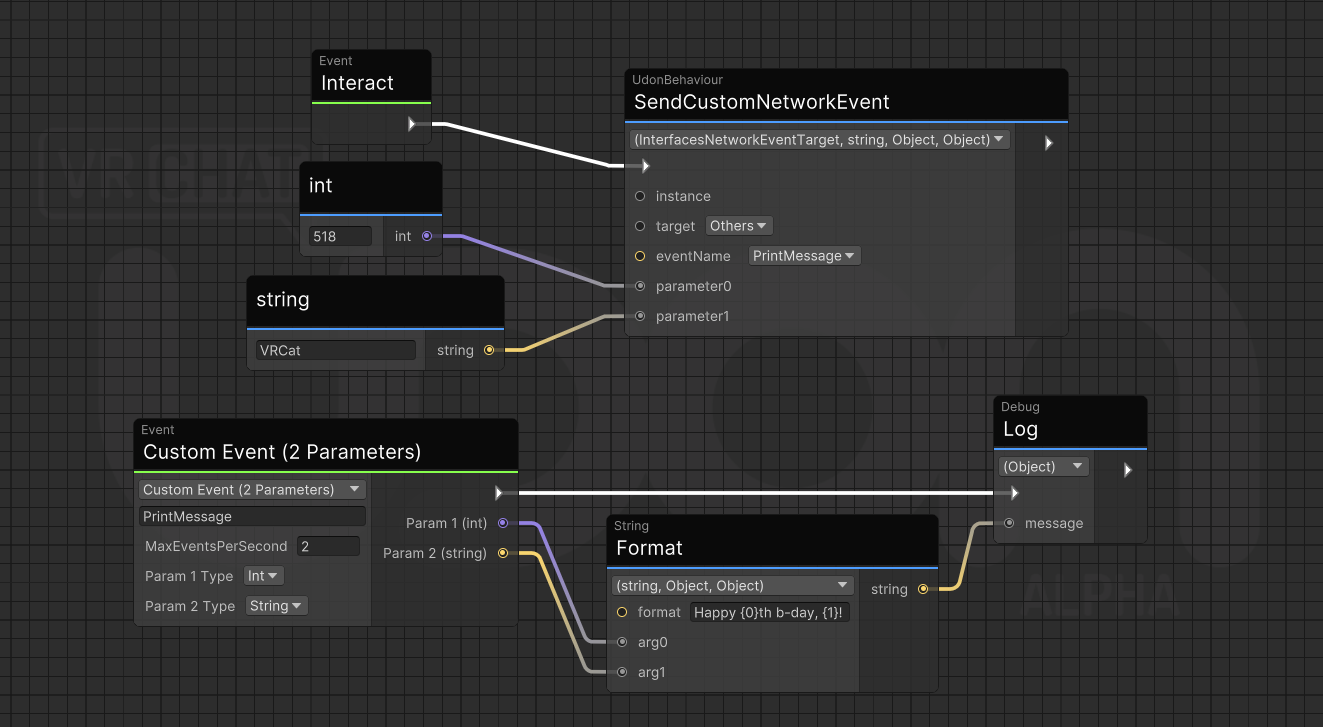 Event
Interact
UdonBehaviour
SendCustomNetworkEvent
(InterfacesNetworkEventTarget, string, Object, Object)
instance
target Others
eventName PrintMessage
parameter0
parameter1
VRCHAT
int
518 int
string
VRCat string
Event
Custom Event (2 Parameters)
Custom Event (2 Parameters)
PrintMessage
MaxEventsPerSecond 2
Param 1 Type Int
Param 2 Type String
Param 1 (int)
Param 2 (string)
String
Format
(string, Object, Object)
format Happy {0}th b-day, {1}!
arg0
arg1
string
Debug
Log
(Object)
message
ALPHA